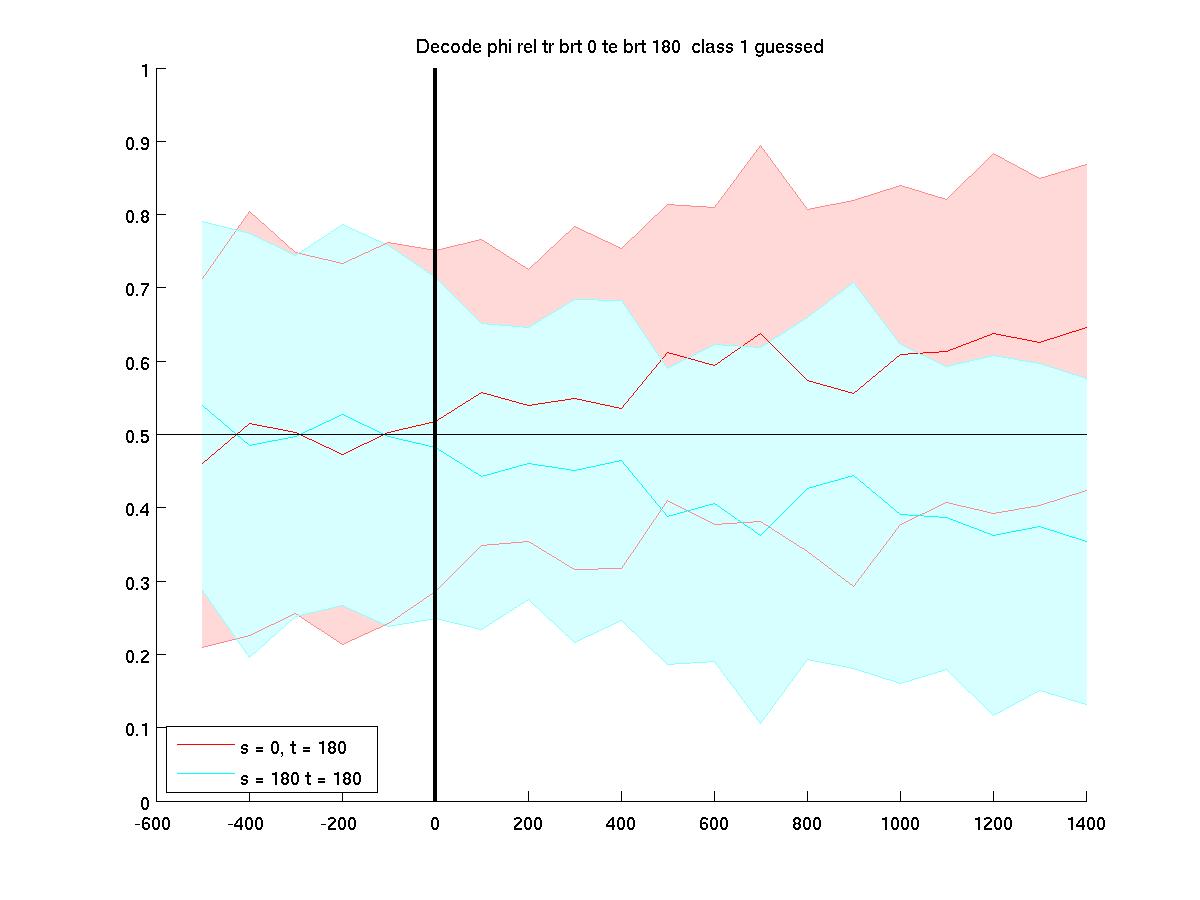 Decode phi rel tr brt 0 te brt 180  class 1 guessed
1
0.9
0.8
0.7
0.6
0.5
0.4
0.3
0.2
0.1
0
s = 0, t = 180
s = 180 t = 180
-600 -400 -200 0 200 400 600 800 1000 1200 1400